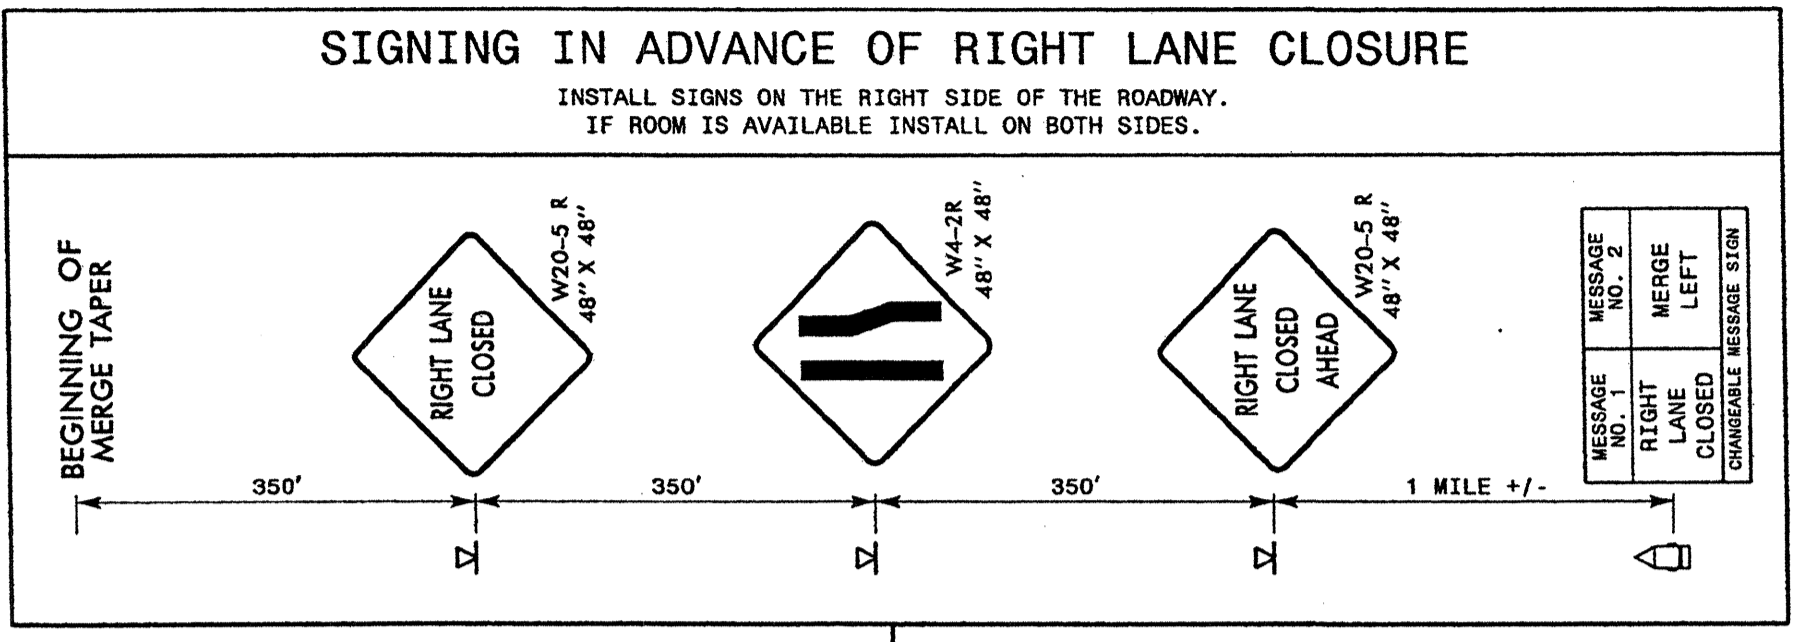 SIGNING IN ADVANCE OF RIGHT LANE CLOSURE
INSTALL SIGNS ON THE RIGHT SIDE OF THE ROADWAY.
IF ROOM IS AVAILABLE INSTALL ON BOTH SIDES.
BEGINNING OF
MERGE TAPER
RIGHT LANE
CLOSED
W20-5 R
48" X 48"
W4-2R
48" X 48"
RIGHT LANE
CLOSED
AHEAD
W20-5 R
48" X 48"
MESSAGE
NO. 1
RIGHT
LANE
CLOSED
MESSAGE
NO. 2
MERGE
LEFT
CHANGEABLE MESSAGE SIGN
350'
350'
350'
1 MILE +/-